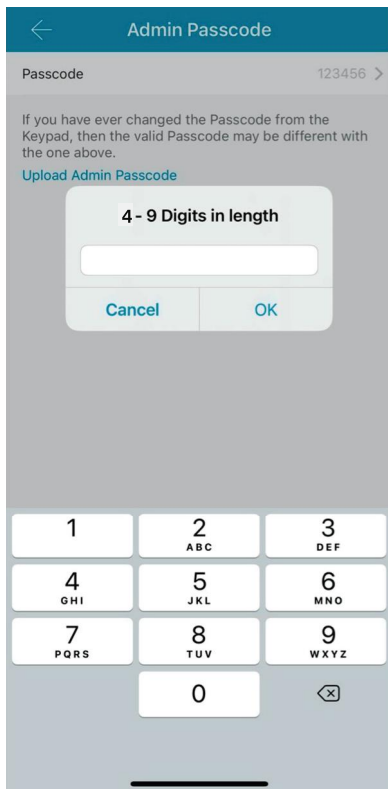 Admin Passcode
Passcode 123456
If you have ever changed the Passcode from the
Keypad, then the valid Passcode may be different with
the one above.
Upload Admin Passcode
4- 9 Digits in length
Cancel OK
1 2 3
ABC DEF
4 5 6
GHI JKL MNO
7 8 9
PQRS TUV WXYZ
0